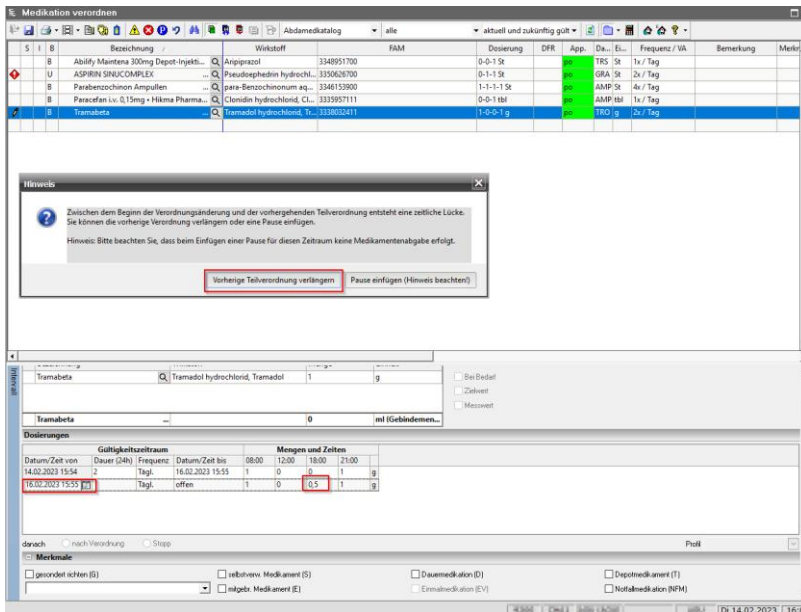 Medikation verordnen
Abdamedikatalog alle aktuell und zukünftig gült
S I B Bezeichnung Wirkstoff FAM Dosierung DFR App. Da... Ei... Frequenz / VA Bemerkung Merkm
B Abilify Maintena 300mg Depot-Injekti... Aripiprazol 3348951700 0-0-1 St po TRS St 1x / Tag
U ASPIRIN SINUCOMPLEX ... Pseudoephedrin hydrochl... 3350626700 0-1-1 St po GRA St 2x / Tag
B Parabenzochinon Ampullen ... para-Benzochinonum aq... 3346153900 1-1-1-1 St po AMP St 4x / Tag
B Paracefan i.v. 0,15mg + Hikma Pharma... Clonidin hydrochlorid, Cl... 3335957111 0-0-1 tbl po AMP tbl 1x / Tag
B Tramabeta ... Tramadol hydrochlorid, Tr... 3338032411 1-0-0-1 g po TRO g 2x / Tag
Hinweis
Zwischen dem Beginn der Verordnungsänderung und der vorhergehenden Teilverordnung entsteht eine zeitliche Lücke.
Sie können die vorherige Verordnung verlängern oder eine Pause einfügen.
Hinweis: Bitte beachten Sie, dass beim Einfügen einer Pause für diesen Zeitraum keine Medikamentenabgabe erfolgt.
Vorherige Teilverordnung verlängern Pause einfügen (Hinweis beachten!)
Intervall
Tramabeta Tramadol hydrochlorid, Tramadol 1 g
Bei Bedarf
Zielwert
Messwert
Tramabeta ... 0 ml (Gebindemen...
Dosierungen
Gültigkeitszeitraum Mengen und Zeiten
Datum/Zeit von Dauer (24h) Frequenz Datum/Zeit bis 08:00 12:00 18:00 21:00
14.02.2023 15:54 2 Tägl. 16.02.2023 15:55 1 0 0 1 g
16.02.2023 15:55 Tägl. offen 1 0 0,5 1 g
danach nach Verordnung Stopp Profil
Merkmale
gesondert richten (G) selbstverw. Medikament (S) Dauermedikation (D) Depotmedikament (T)
mitgebr. Medikament (E) Einmalmedikation (EV) Notfallmedikation (NFM)
Di 14.02.2023